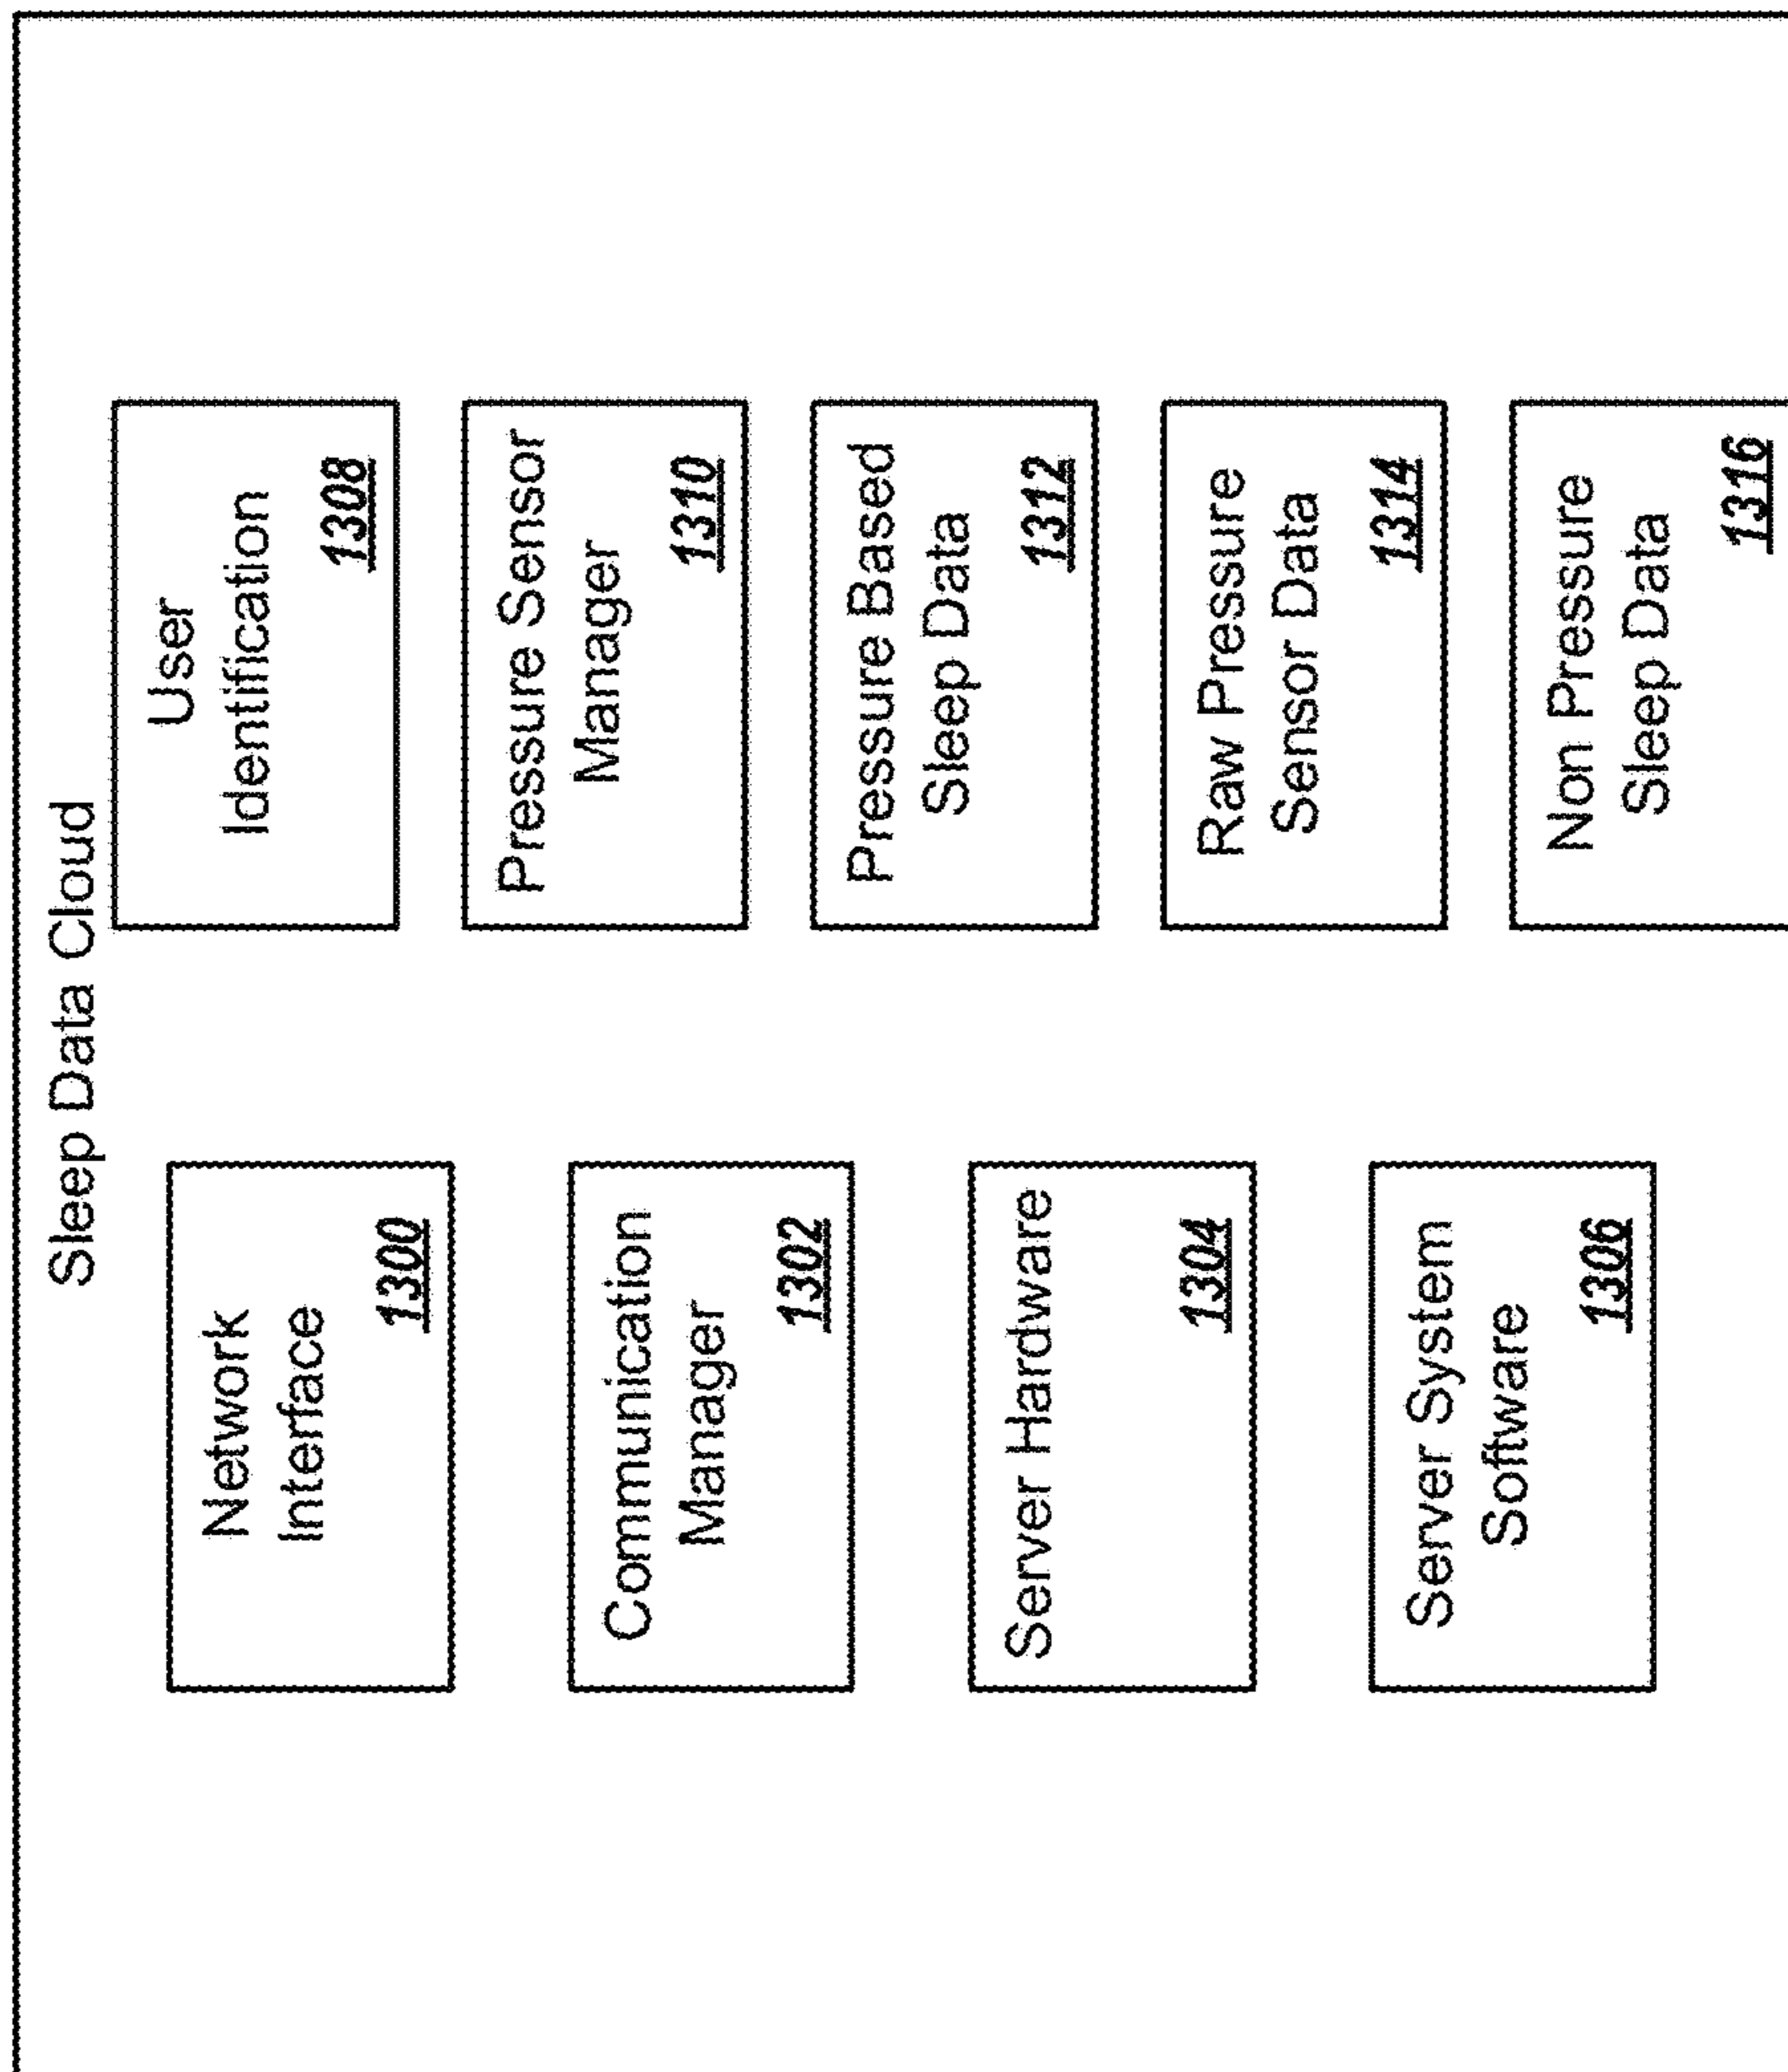 Sleep Data Cloud
Network
Interface
1300
Communication
Manager
1302
Server Hardware
1304
Server System
Software
1306
User
Identification
1308
Pressure Sensor
Manager
1310
Pressure Based
Sleep Data
1312
Raw Pressure
Sensor Data
1314
Non Pressure
Sleep Data
1316